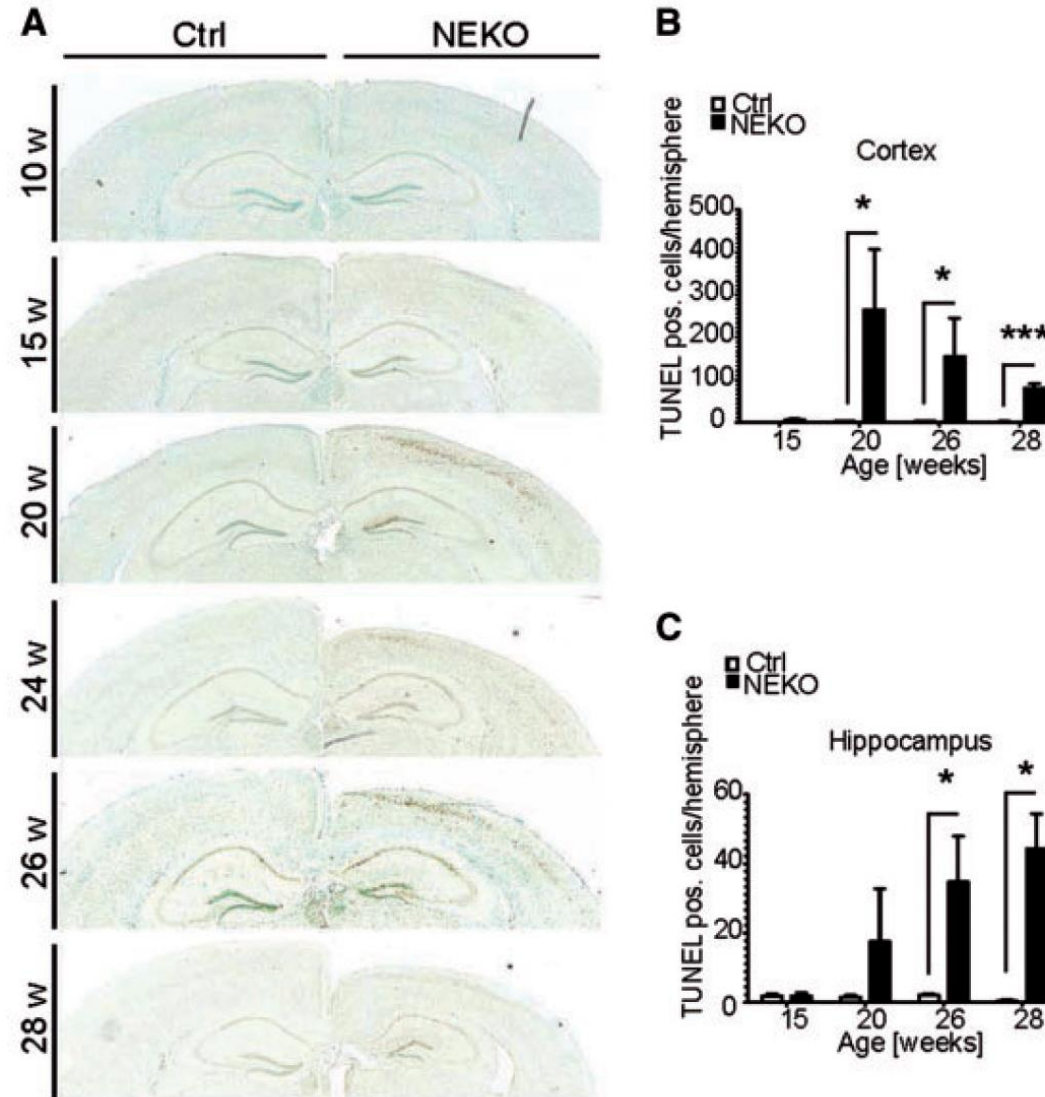 A
Ctrl NEKO
10 w
15 w
20 w
24 w
26 w
28 w
B
Ctrl
NEKO
Cortex
TUNEL pos. cells/hemisphere
500
400
300
200
100
0
* * ***
15 20 26 28
Age [weeks]
C
Ctrl
NEKO
Hippocampus
TUNEL pos. cells/hemisphere
60
40
20
0
* *
15 20 26 28
Age [weeks]